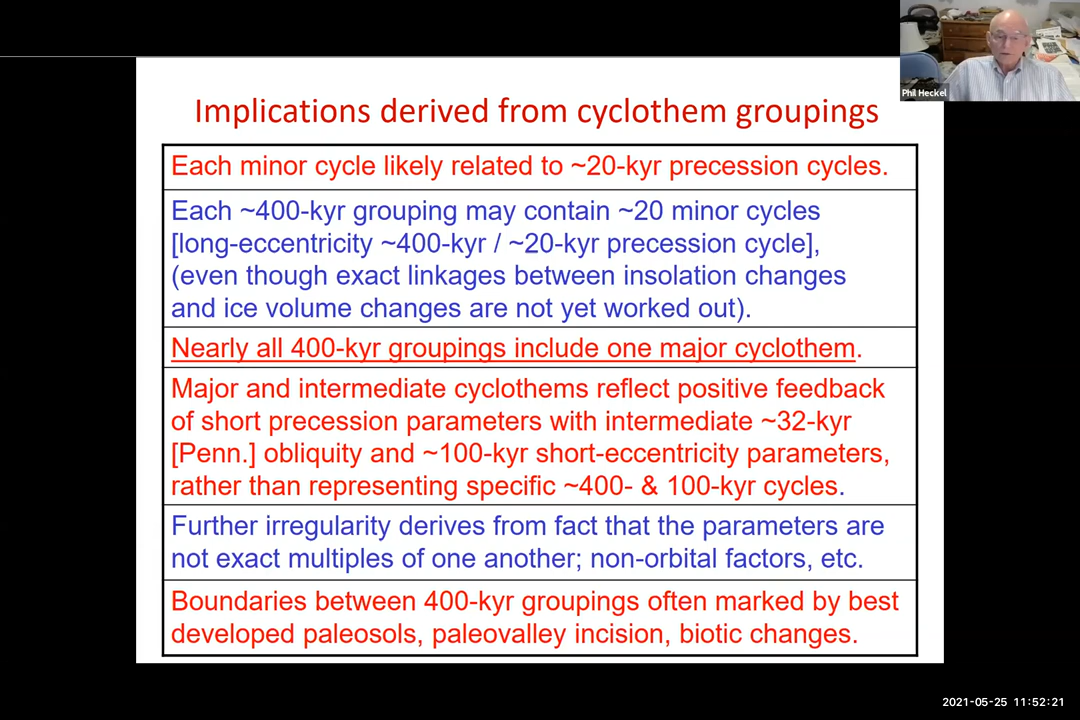 Phil Heckel
Implications derived from cyclothem groupings
Each minor cycle likely related to ~20-kyr precession cycles.
Each ~400-kyr grouping may contain ~20 minor cycles
[long-eccentricity ~400-kyr / ~20-kyr precession cycle],
(even though exact linkages between insolation changes
and ice volume changes are not yet worked out).
Nearly all 400-kyr groupings include one major cyclothem.
Major and intermediate cyclothems reflect positive feedback
of short precession parameters with intermediate ~32-kyr
[Penn.] obliquity and ~100-kyr short-eccentricity parameters,
rather than representing specific ~400- & 100-kyr cycles.
Further irregularity derives from fact that the parameters are
not exact multiples of one another; non-orbital factors, etc.
Boundaries between 400-kyr groupings often marked by best
developed paleosols, paleovalley incision, biotic changes.
2021-05-25 11:52:21